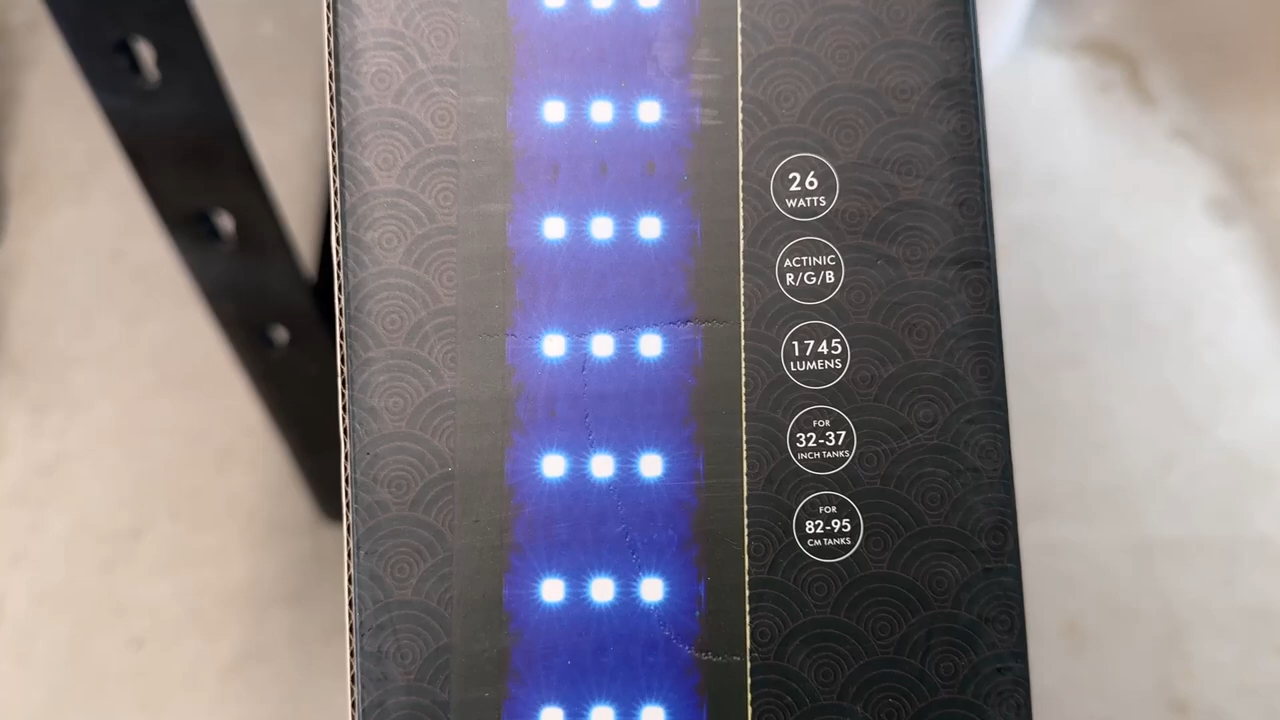 26
WATTS
ACTINIC
R/G/B
1745
LUMENS
FOR
32-37
INCH TANKS
FOR
82-95
CM TANKS